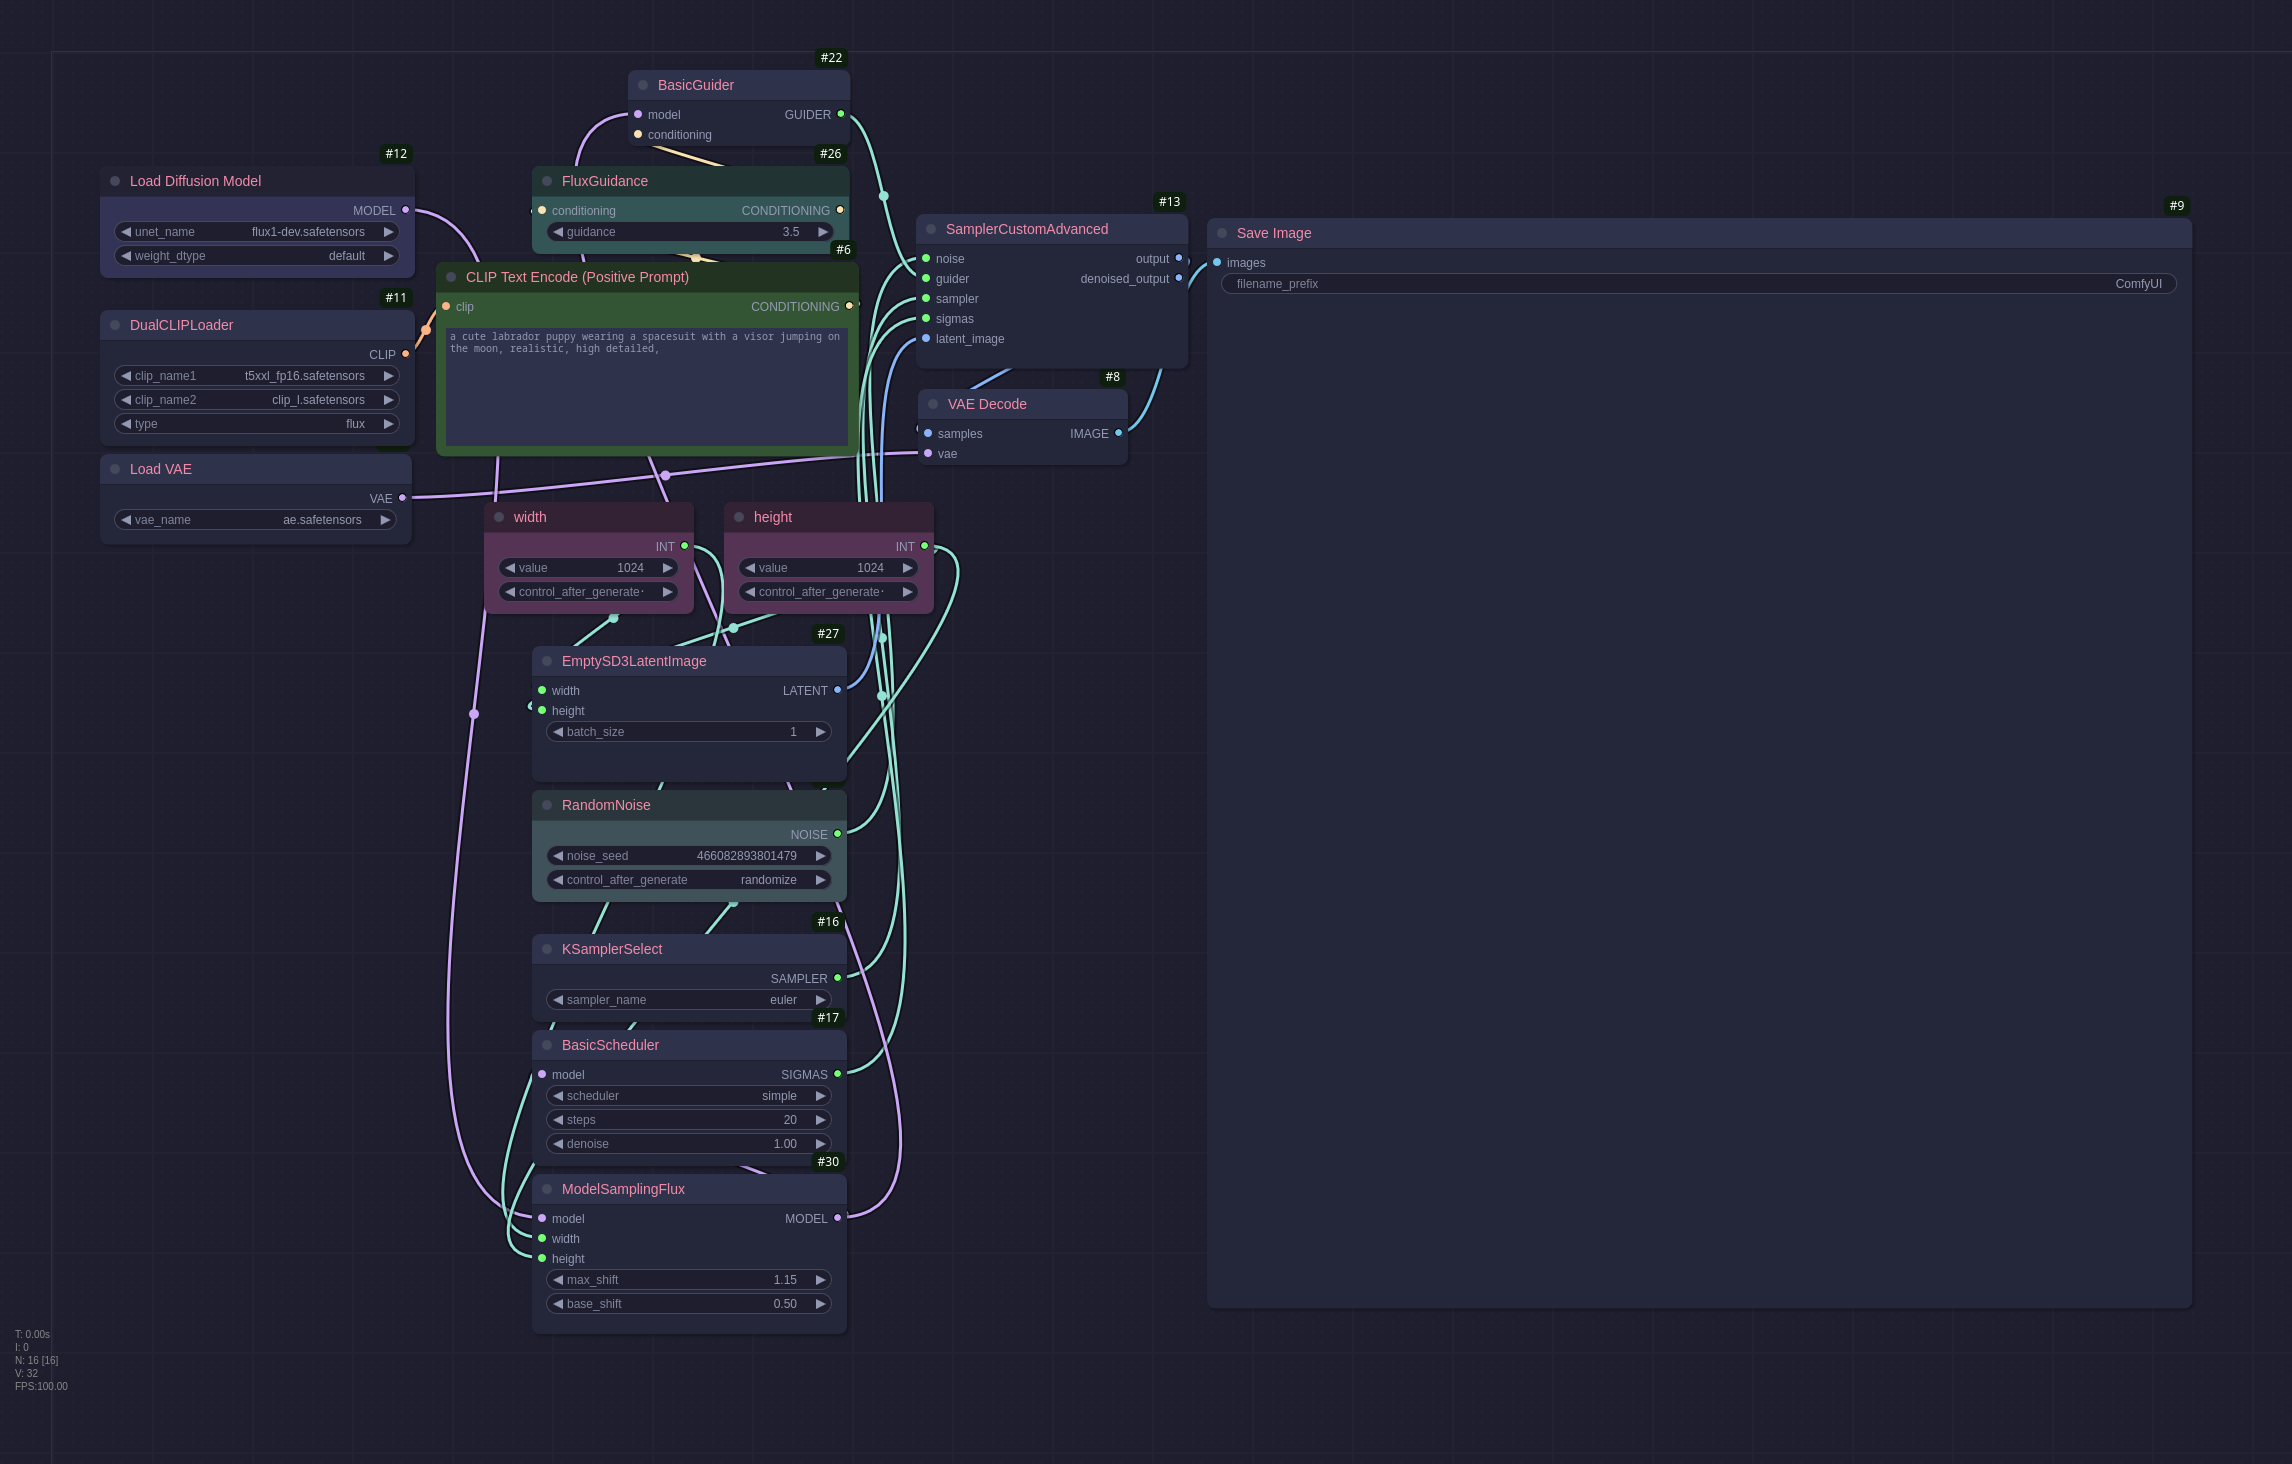 #22
BasicGuider
model GUIDER
conditioning
#12
Load Diffusion Model
MODEL
unet_name flux1-dev.safetensors
weight_dtype default
#26
FluxGuidance
conditioning CONDITIONING
guidance 3.5
#11
DualCLIPLoader
CLIP
clip_name1 t5xxl_fp16.safetensors
clip_name2 clip_l.safetensors
type flux
#6
CLIP Text Encode (Positive Prompt)
clip CONDITIONING
a cute labrador puppy wearing a spacesuit with a visor jumping on
the moon, realistic, high detailed,
Load VAE
VAE
vae_name ae.safetensors
#13
SamplerCustomAdvanced
noise output
guider denoised_output
sampler
sigmas
latent_image
#9
Save Image
images
filename_prefix ComfyUI
#8
VAE Decode
samples IMAGE
vae
width
INT
value 1024
control_after_generate
height
INT
value 1024
control_after_generate
#27
EmptySD3LatentImage
width LATENT
height
batch_size 1
RandomNoise
NOISE
noise_seed 466082893801479
control_after_generate randomize
#16
KSamplerSelect
SAMPLER
sampler_name euler
#17
BasicScheduler
model SIGMAS
scheduler simple
steps 20
denoise 1.00
#30
ModelSamplingFlux
model MODEL
width
height
max_shift 1.15
base_shift 0.50
T: 0.00s
I: 0
N: 16 [16]
V: 32
FPS:100.00